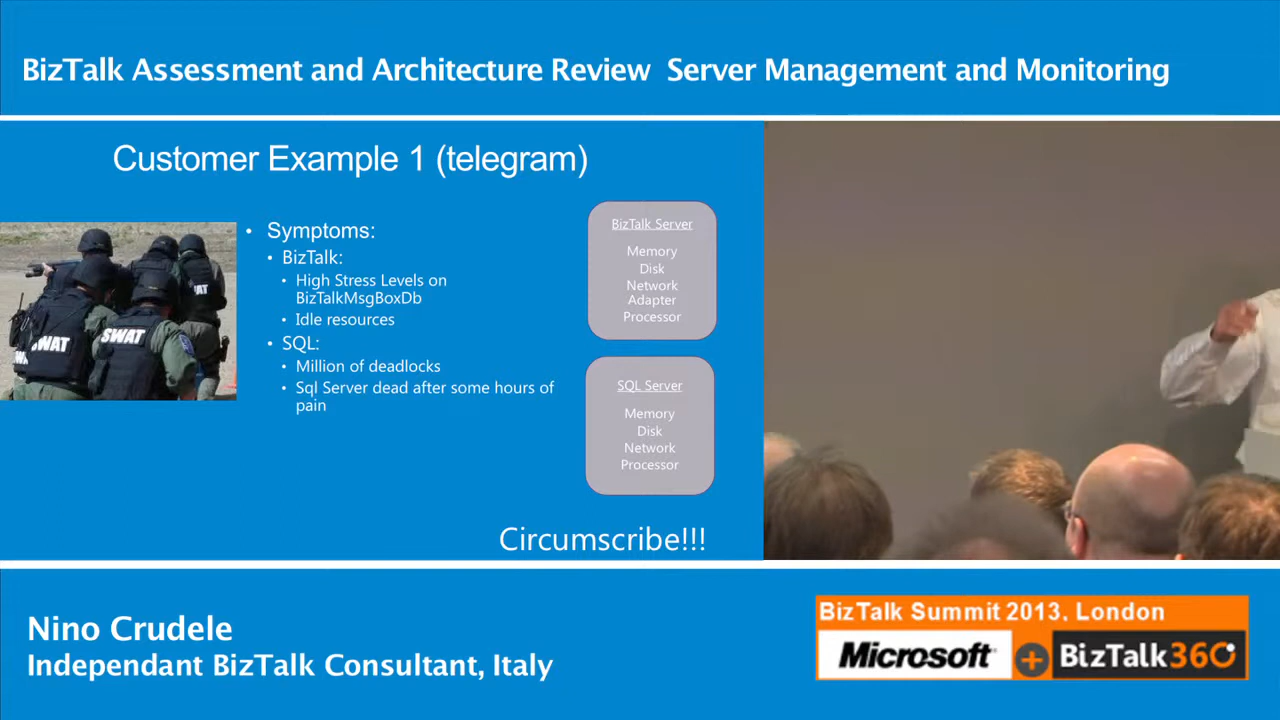 BizTalk Assessment and Architecture Review Server Management and Monitoring
Customer Example 1 (telegram)
SWAT
SWAT
WAT
• Symptoms:
• BizTalk:
• High Stress Levels on
BizTalkMsgBoxDb
• Idle resources
• SQL:
• Million of deadlocks
• Sql Server dead after some hours of
pain
BizTalk Server
Memory
Disk
Network
Adapter
Processor
SQL Server
Memory
Disk
Network
Processor
Circumscribe!!!
Nino Crudele
Independant BizTalk Consultant, Italy
BizTalk Summit 2013, London
Microsoft + BizTalk360